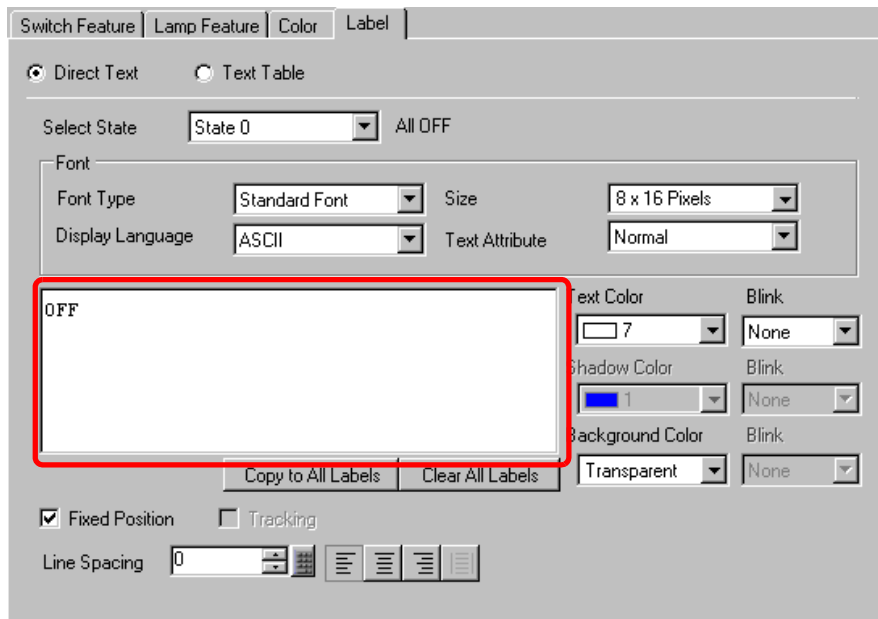 Switch Feature Lamp Feature Color Label
Direct Text Text Table
Select State State 0 All OFF
Font
Font Type Standard Font Size 8 x 16 Pixels
Display Language ASCII Text Attribute Normal
OFF
Text Color Blink
7 None
Shadow Color Blink
1 None
Background Color Blink
Transparent None
Copy to All Labels Clear All Labels
Fixed Position Tracking
Line Spacing 0